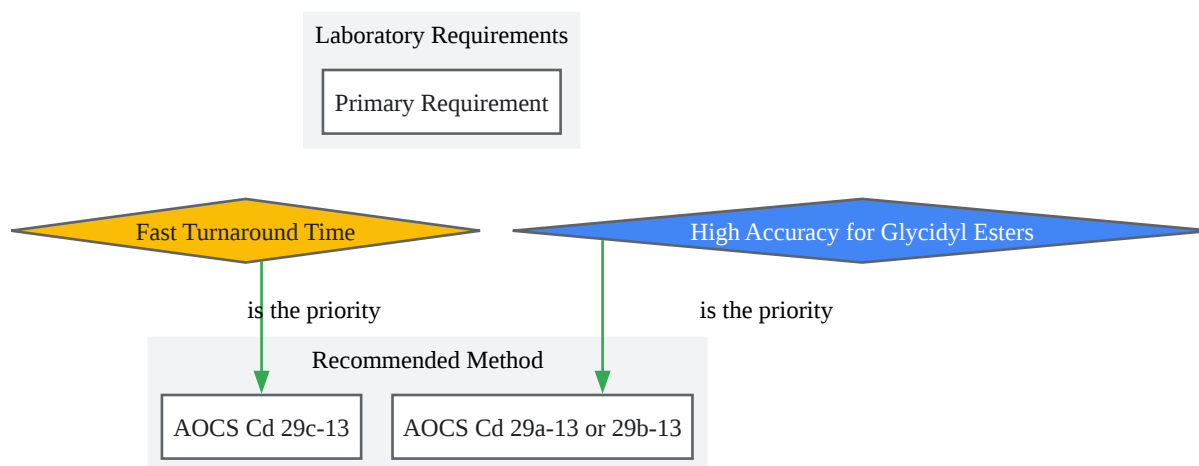 Laboratory Requirements
Primary Requirement
Fast Turnaround Time
High Accuracy for Glycidyl Esters
is the priority
is the priority
Recommended Method
AOCS Cd 29c-13
AOCS Cd 29a-13 or 29b-13